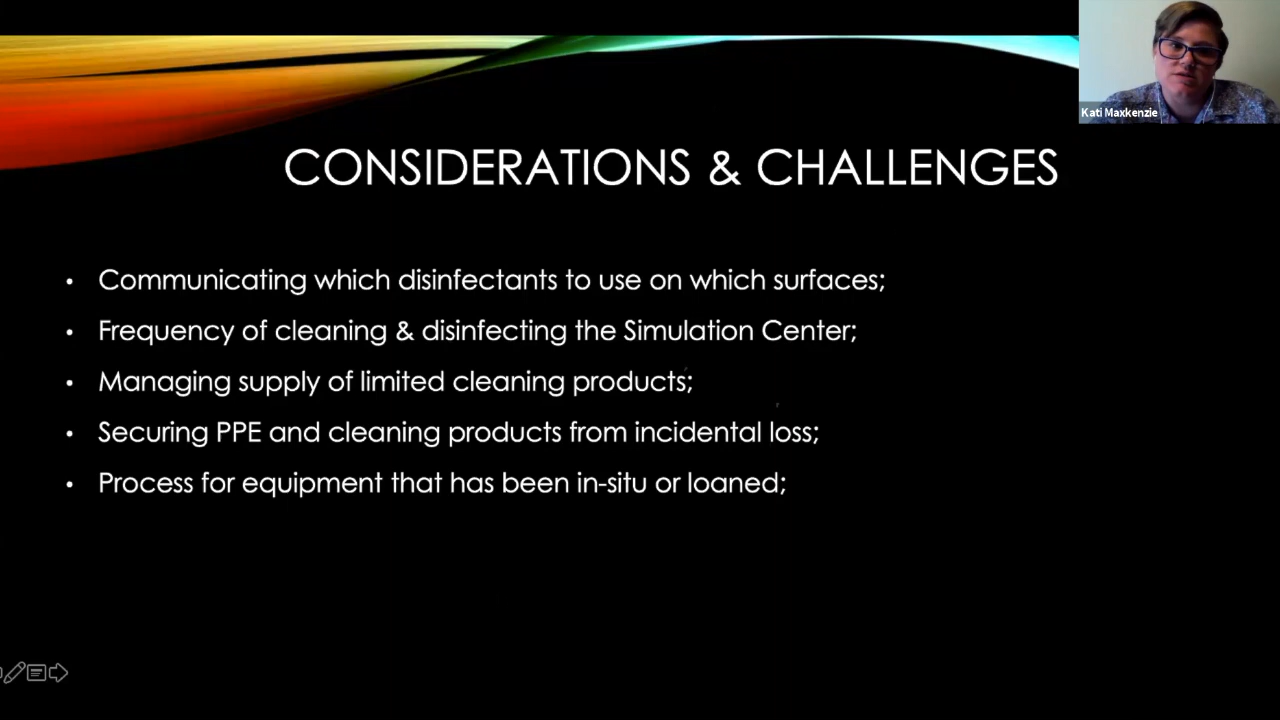 Kati Maxkenzie
CONSIDERATIONS & CHALLENGES
• Communicating which disinfectants to use on which surfaces;
• Frequency of cleaning & disinfecting the Simulation Center;
• Managing supply of limited cleaning products;
• Securing PPE and cleaning products from incidental loss;
• Process for equipment that has been in-situ or loaned;